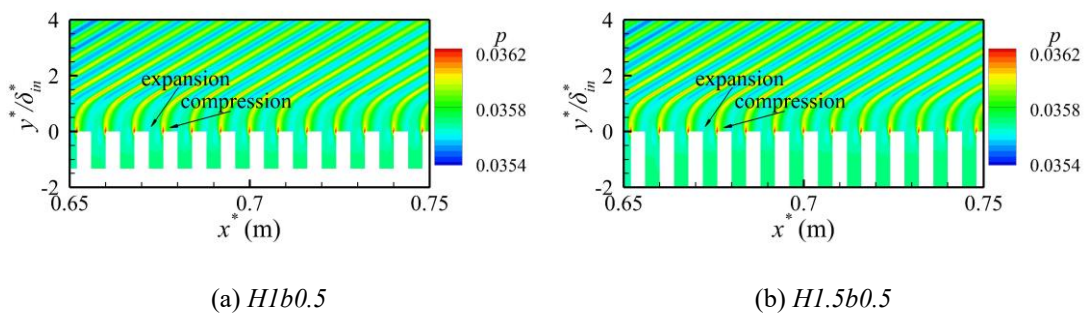 4
2
0
-2
y*/δ*in
expansion
compression
p
0.0362
0.0358
0.0354
0.65
0.7
0.75
x* (m)
(a) H1b0.5
4
2
0
-2
y*/δ*in
expansion
compression
p
0.0362
0.0358
0.0354
0.65
0.7
0.75
x* (m)
(b) H1.5b0.5